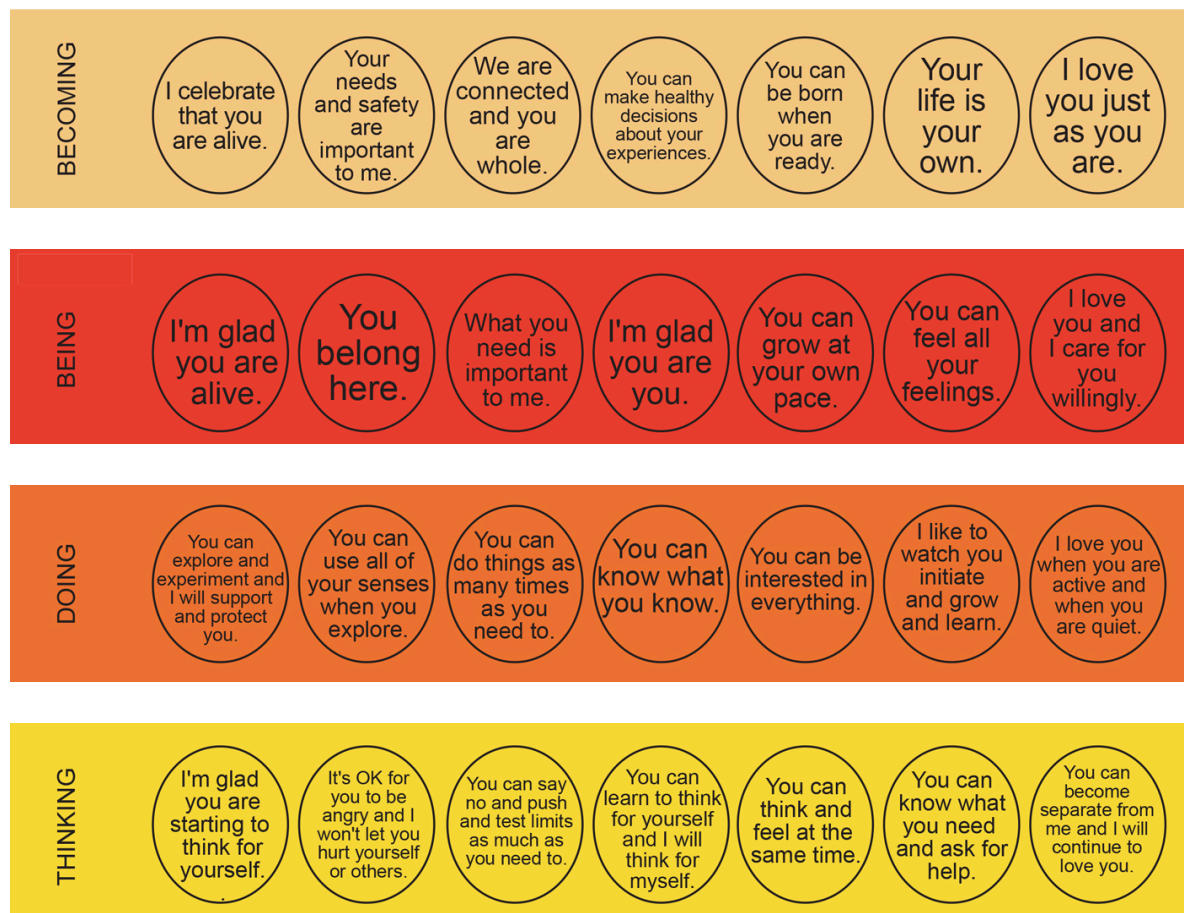 BECOMING
I celebrate
that you
are alive.
Your
needs
and safety
are
important
to me.
We are
connected
and you
are
whole.
You can
make healthy
decisions
about your
experiences.
You can
be born
when
you are
ready.
Your
life is
your
own.
I love
you just
as you
are.
BEING
I'm glad
you are
alive.
You
belong
here.
What you
need is
important
to me.
I'm glad
you are
you.
You can
grow at
your own
pace.
You can
feel all
your
feelings.
I love
you and
I care for
you
willingly.
DOING
You can
explore and
experiment and
I will support
and protect
you.
You can
use all of
your senses
when you
explore.
You can
do things as
many times
as you
need to.
You can
know what
you know.
You can be
interested in
everything.
I like to
watch you
initiate
and grow
and learn.
I love you
when you are
active and
when you
are quiet.
THINKING
I'm glad
you are
starting to
think for
yourself.
.
It's OK for
you to be
angry and I
won't let you
hurt yourself
or others.
You can say
no and push
and test limits
as much as
you need to.
You can
learn to think
for yourself
and I will
think for
myself.
You can
think and
feel at the
same time.
You can
know what
you need
and ask for
help.
You can
become
separate from
me and I will
continue to
love you.